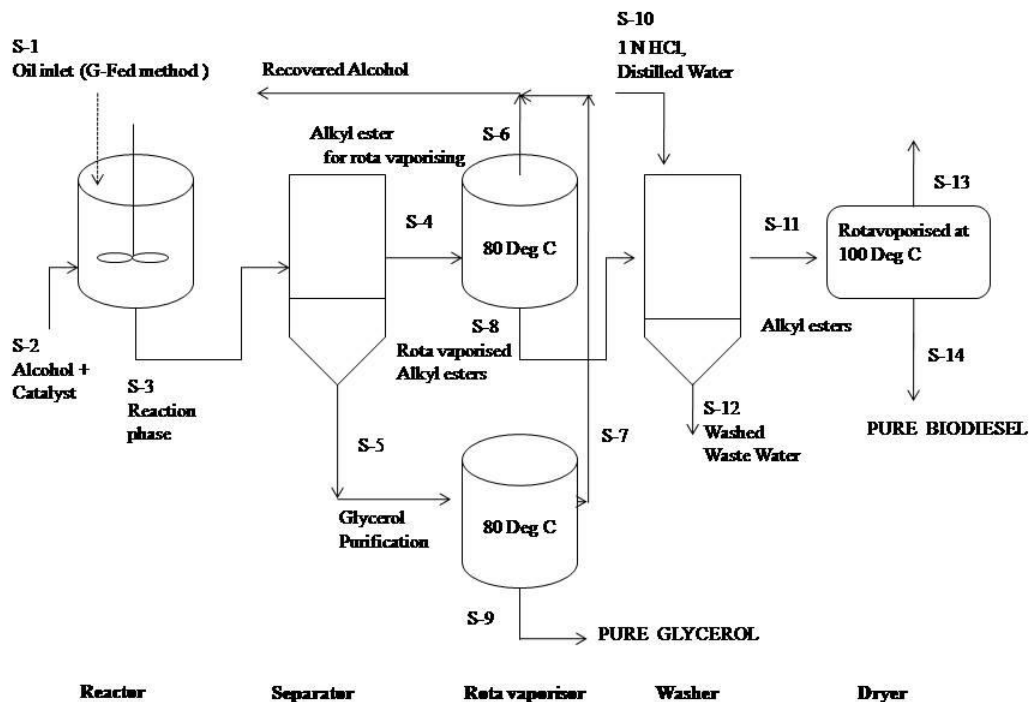 S-1
Oil inlet (G-Fed method )
Recovered Alcohol
S-10
1 N HCl,
Distilled Water
Alkyl ester
for rota vaporising
S-6
S-4
80 Deg C
S-11
S-13
Rotavoporised at
100 Deg C
S-2
Alcohol +
Catalyst
S-3
Reaction
phase
S-8
Rota vaporised
Alkyl esters
Alkyl esters
S-14
S-5
S-7
S-12
Washed
Waste Water
PURE BIODIESEL
Glycerol
Purification
80 Deg C
S-9
PURE GLYCEROL
Reactor
Separator
Rota vaporisor
Washer
Dryer